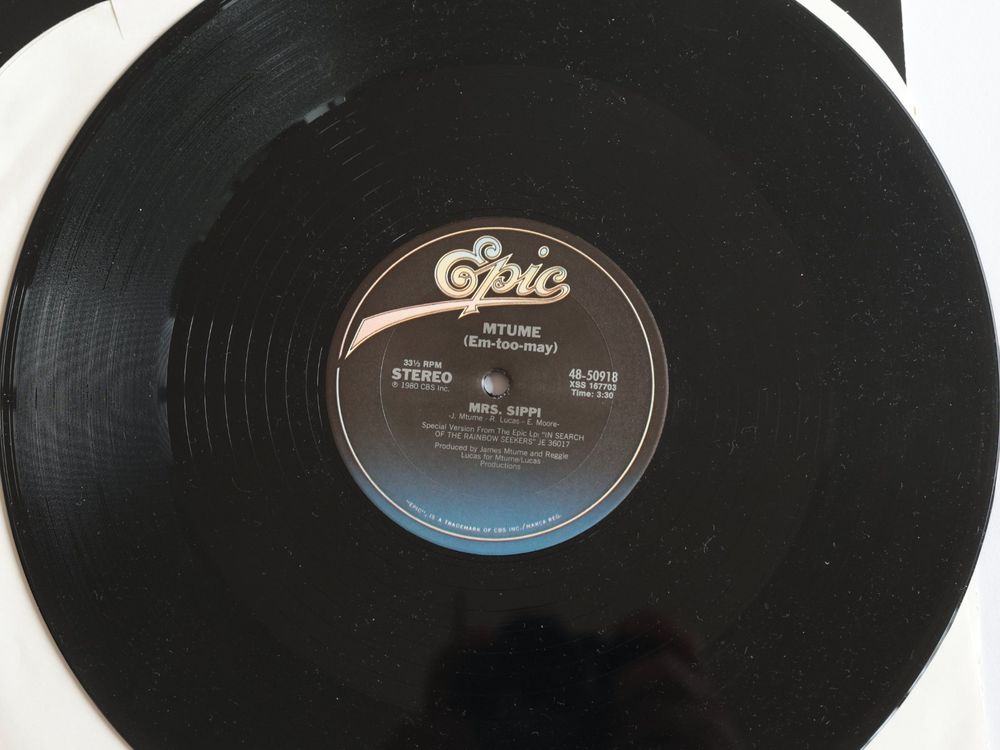 Epic
MTUME
(Em-too-may)
33⅓ RPM
STEREO
℗ 1980 CBS Inc.
48-50918
XSS 167703
Time: 3:30
MRS. SIPPI
-J. Mtume - R. Lucas - E. Moore-
Special Version From The Epic Lp: "IN SEARCH
OF THE RAINBOW SEEKERS" JE 36017
Produced by James Mtume and Reggie
Lucas for Mtume/Lucas
Productions
"EPIC", IS A TRADEMARK OF CBS INC./MARCA REG.